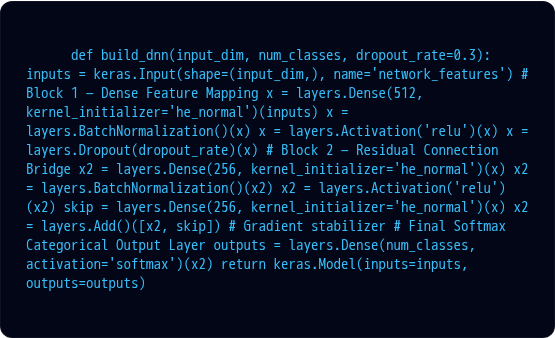 def build_dnn(input_dim, num_classes, dropout_rate=0.3):
inputs = keras.Input(shape=(input_dim,), name='network_features') #
Block 1 — Dense Feature Mapping x = layers.Dense(512,
kernel_initializer='he_normal')(inputs) x =
layers.BatchNormalization()(x) x = layers.Activation('relu')(x) x =
layers.Dropout(dropout_rate)(x) # Block 2 — Residual Connection
Bridge x2 = layers.Dense(256, kernel_initializer='he_normal')(x) x2
= layers.BatchNormalization()(x2) x2 = layers.Activation('relu')
(x2) skip = layers.Dense(256, kernel_initializer='he_normal')(x) x2
= layers.Add()([x2, skip]) # Gradient stabilizer # Final Softmax
Categorical Output Layer outputs = layers.Dense(num_classes,
activation='softmax')(x2) return keras.Model(inputs=inputs,
outputs=outputs)